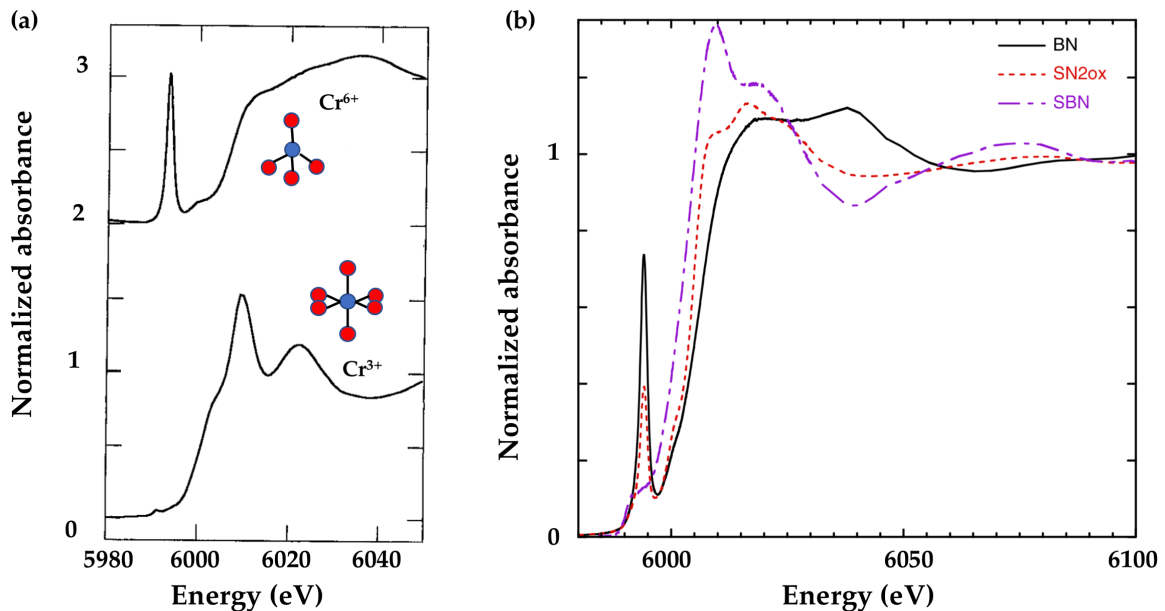 (a)
Normalized absorbance
3
2
1
0
Cr6+
Cr3+
5980 6000 6020 6040
Energy (eV)
(b)
Normalized absorbance
1
0
BN
SN2ox
SBN
6000 6050 6100
Energy (eV)